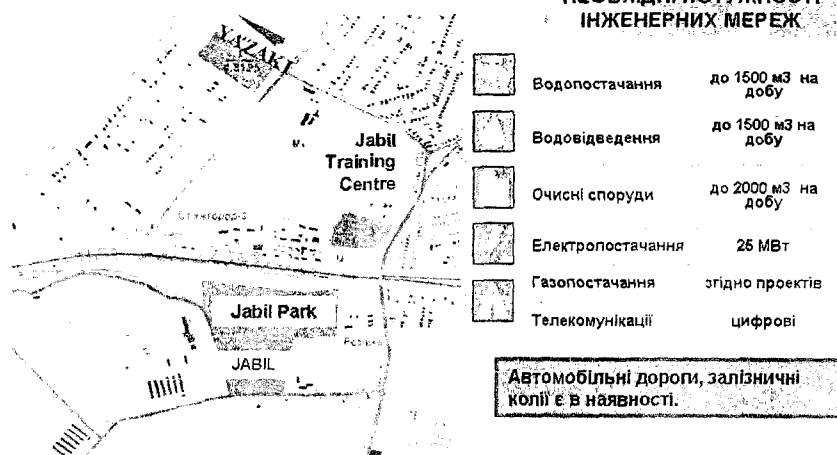 ІНЖЕНЕРНИХ МЕРЕЖ
YAZAKI
Jabil
Training
Centre
Jabil Park
JABIL
Водопостачання
до 1500 м3 на
добу
Водовідведення
до 1500 м3 на
добу
Очисні споруди
до 2000 м3 на
добу
Електропостачання
25 МВт
Газопостачання
згідно проектів
Телекомунікації
цифрові
Автомобільні дороги, залізничні
колії є в наявності.